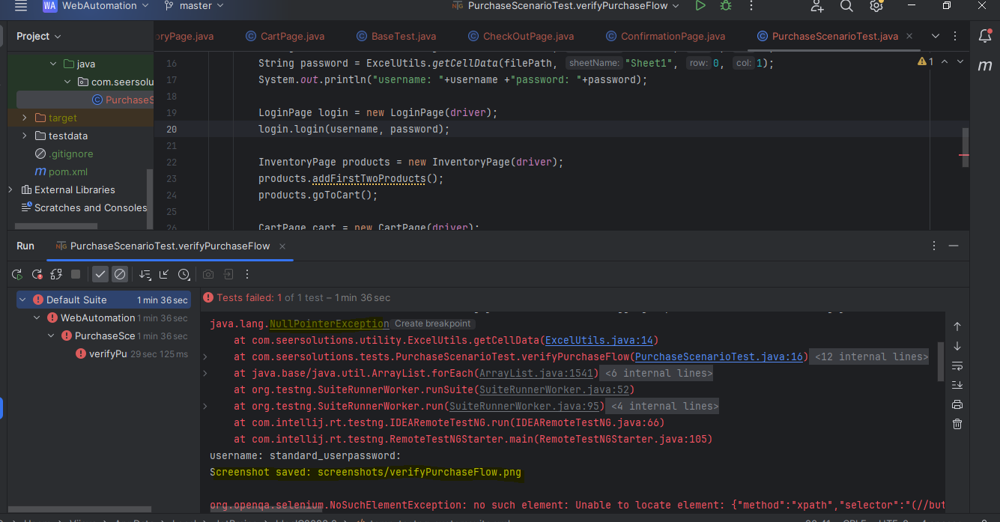 WA WebAutomation master PurchaseScenarioTest.verifyPurchaseFlow
Project
oryPage.java CartPage.java BaseTest.java CheckOutPage.java ConfirmationPage.java PurchaseScenarioTest.java
java
com.seersolu
PurchaseS
target
testdata
.gitignore
pom.xml
External Libraries
Scratches and Consoles
16 String password = ExcelUtils.getCellData(filePath, sheetName: "Sheet1", row: 0, col: 1);
17 System.out.println("username: "+username +"password: "+password);
18
19 LoginPage login = new LoginPage(driver);
20 login.login(username, password);
21
22 InventoryPage products = new InventoryPage(driver);
23 products.addFirstTwoProducts();
24 products.goToCart();
25
26 CartPage cart = new CartPage(driver);
1
m
Run PurchaseScenarioTest.verifyPurchaseFlow
Default Suite 1 min 36 sec
WebAutomation 1 min 36 sec
PurchaseSce 1 min 36 sec
verifyPu 29 sec 125 ms
Tests failed: 1 of 1 test – 1 min 36 sec
java.lang.NullPointerException Create breakpoint
at com.seersolutions.utility.ExcelUtils.getCellData(ExcelUtils.java:14)
at com.seersolutions.tests.PurchaseScenarioTest.verifyPurchaseFlow(PurchaseScenarioTest.java:16) <12 internal lines>
at java.base/java.util.ArrayList.forEach(ArrayList.java:1541) <6 internal lines>
at org.testng.SuiteRunnerWorker.runSuite(SuiteRunnerWorker.java:52)
at org.testng.SuiteRunnerWorker.run(SuiteRunnerWorker.java:95) <4 internal lines>
at com.intellij.rt.testng.IDEARemoteTestNG.run(IDEARemoteTestNG.java:66)
at com.intellij.rt.testng.RemoteTestNGStarter.main(RemoteTestNGStarter.java:105)
username: standard_userpassword:
Screenshot saved: screenshots/verifyPurchaseFlow.png
org.openqa.selenium.NoSuchElementException: no such element: Unable to locate element: {"method":"xpath","selector":"(//but